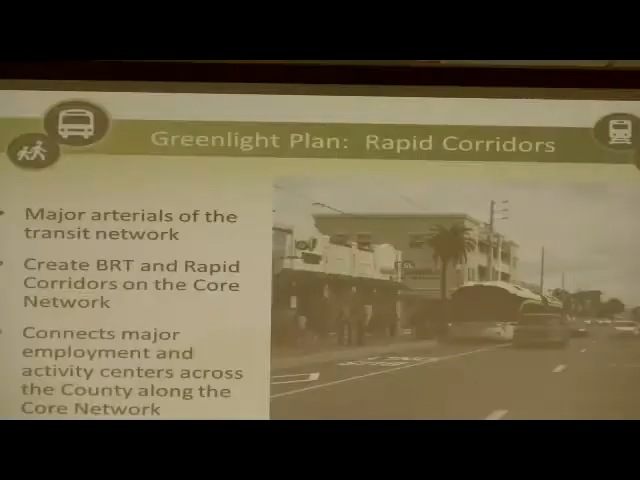 Greenlight Plan: Rapid Corridors
Major arterials of the
transit network
Create BRT and Rapid
Corridors on the Core
Network
Connects major
employment and
activity centers across
the County along the
Core Network